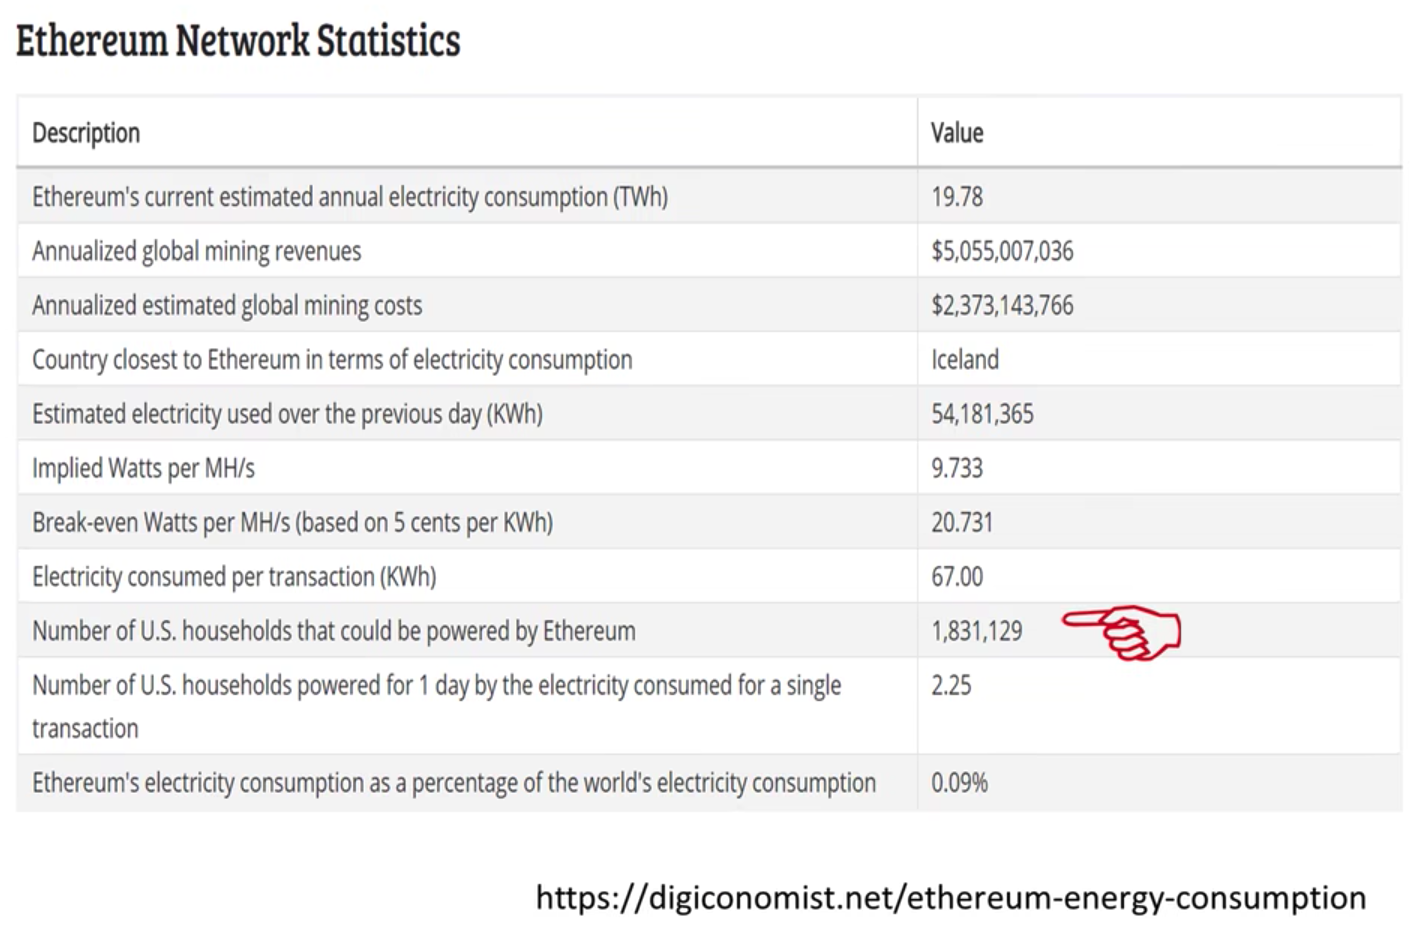 Ethereum Network Statistics
Description Value
Ethereum's current estimated annual electricity consumption (TWh) 19.78
Annualized global mining revenues $5,055,007,036
Annualized estimated global mining costs $2,373,143,766
Country closest to Ethereum in terms of electricity consumption Iceland
Estimated electricity used over the previous day (KWh) 54,181,365
Implied Watts per MH/s 9.733
Break-even Watts per MH/s (based on 5 cents per KWh) 20.731
Electricity consumed per transaction (KWh) 67.00
Number of U.S. households that could be powered by Ethereum 1,831,129
Number of U.S. households powered for 1 day by the electricity consumed for a single 2.25
transaction
Ethereum's electricity consumption as a percentage of the world's electricity consumption 0.09%
https://digiconomist.net/ethereum-energy-consumption